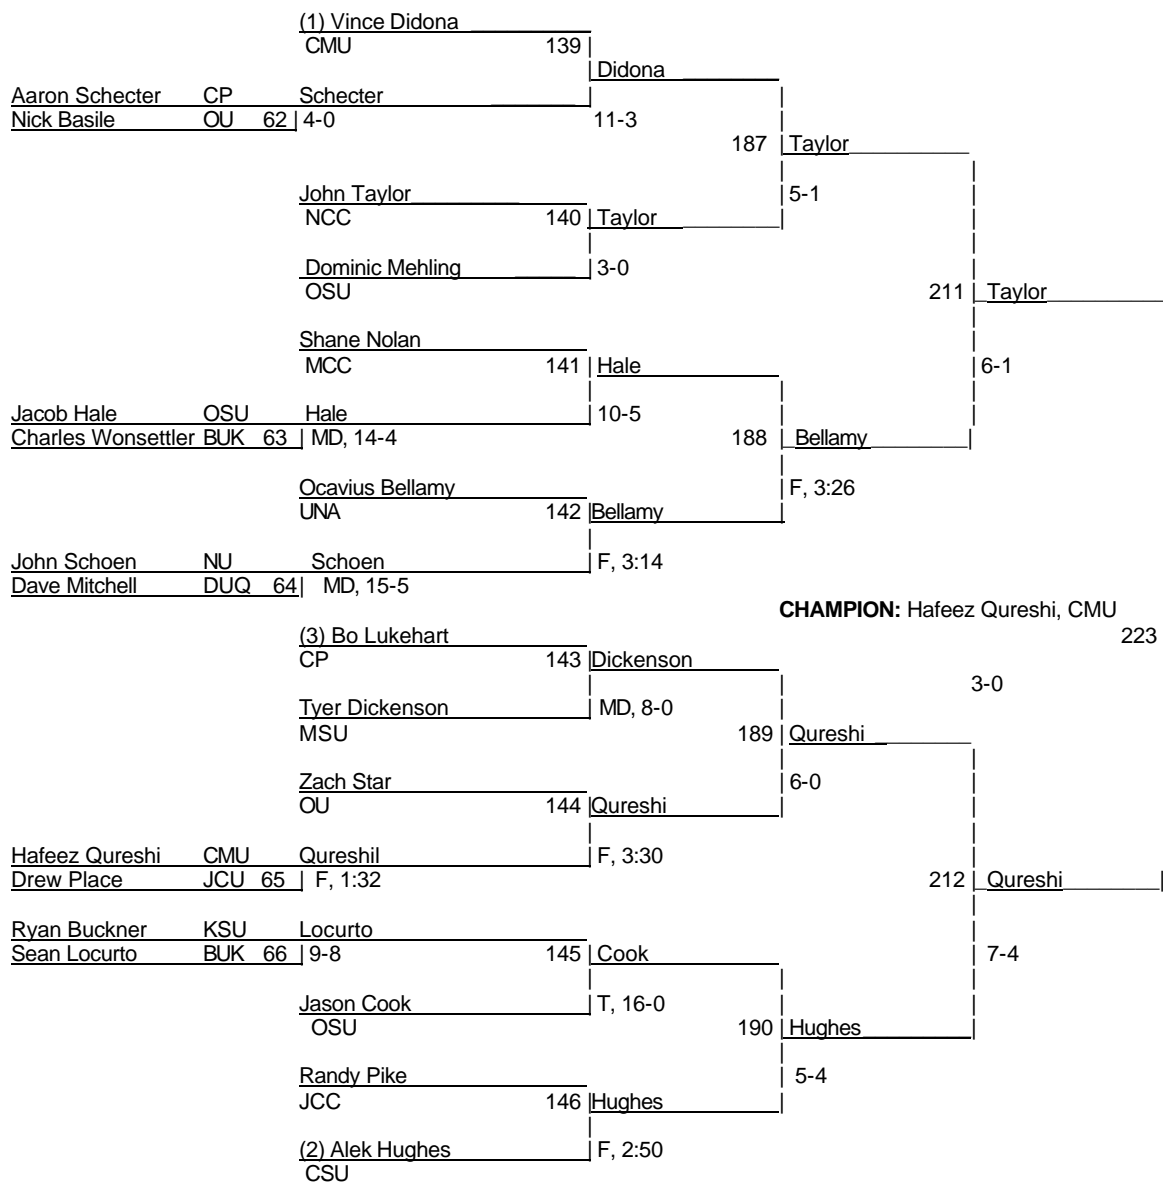 (1) Vince Didona
CMU 139
Didona
Aaron Schecter CP Schecter
Nick Basile OU 62 4-0 11-3
187 Taylor
John Taylor 5-1
NCC 140 Taylor
Dominic Mehling 3-0
OSU 211 Taylor
Shane Nolan
MCC 141 Hale 6-1
Jacob Hale OSU Hale 10-5
Charles Wonsettler BUK 63 MD, 14-4 188 Bellamy
Ocavius Bellamy F, 3:26
UNA 142 Bellamy
John Schoen NU Schoen F, 3:14
Dave Mitchell DUQ 64 MD, 15-5
CHAMPION: Hafeez Qureshi, CMU
(3) Bo Lukehart 223
CP 143 Dickenson
3-0
Tyer Dickenson MD, 8-0
MSU 189 Qureshi
Zach Star 6-0
OU 144 Qureshi
Hafeez Qureshi CMU Qureshil F, 3:30
Drew Place JCU 65 F, 1:32 212 Qureshi
Ryan Buckner KSU Locurto
Sean Locurto BUK 66 9-8 145 Cook 7-4
Jason Cook T, 16-0
OSU 190 Hughes
Randy Pike 5-4
JCC 146 Hughes
(2) Alek Hughes F, 2:50
CSU